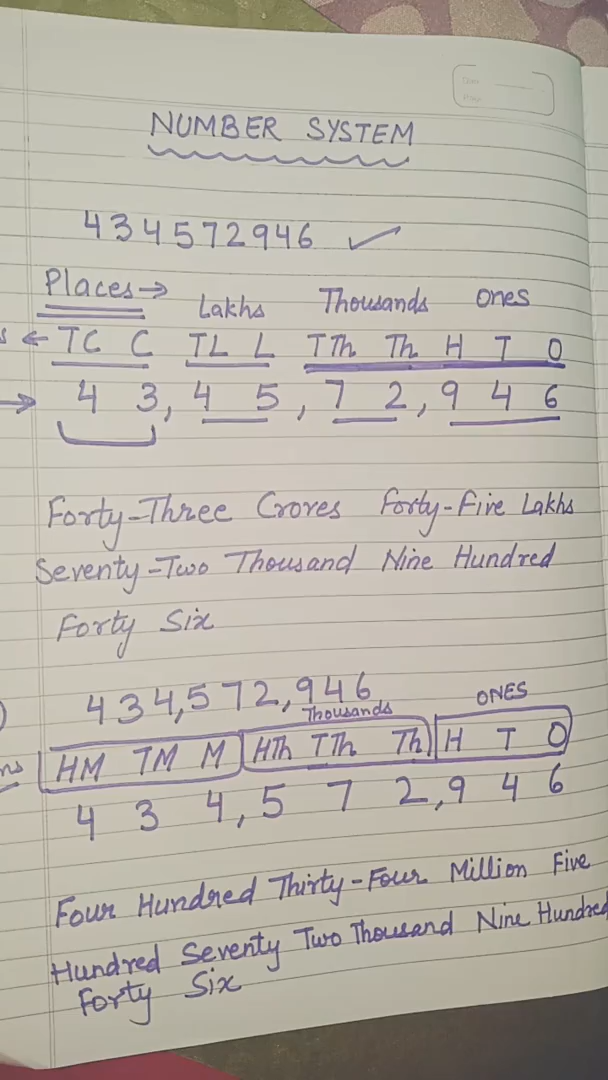 NUMBER SYSTEM
434572946
Places→ Lakhs Thousands ones
TC C TL L TTh Th H T O
4 3, 4 5, 7 2, 9 4 6
Forty-Three Crores Forty-Five Lakhs
Seventy-Two Thousand Nine Hundred
Forty Six
434,572,946
Thousands ONES
HM TM M HTh TTh Th H T O
4 3 4, 5 7 2, 9 4 6
Four Hundred Thirty-Four Million Five
Hundred Seventy Two Thousand Nine Hundred
Forty Six